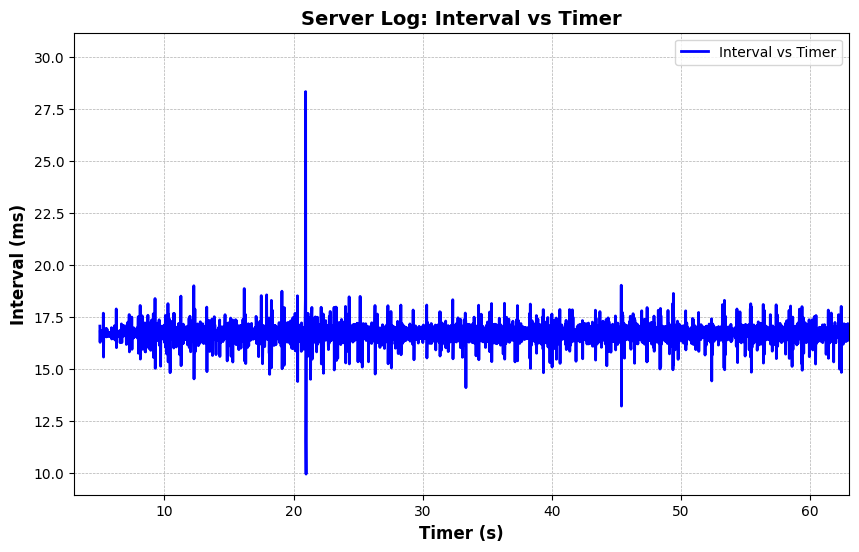 Server Log: Interval vs Timer
Interval vs Timer
30.0
27.5
25.0
22.5
20.0
17.5
15.0
12.5
10.0
Interval (ms)
10 20 30 40 50 60
Timer (s)